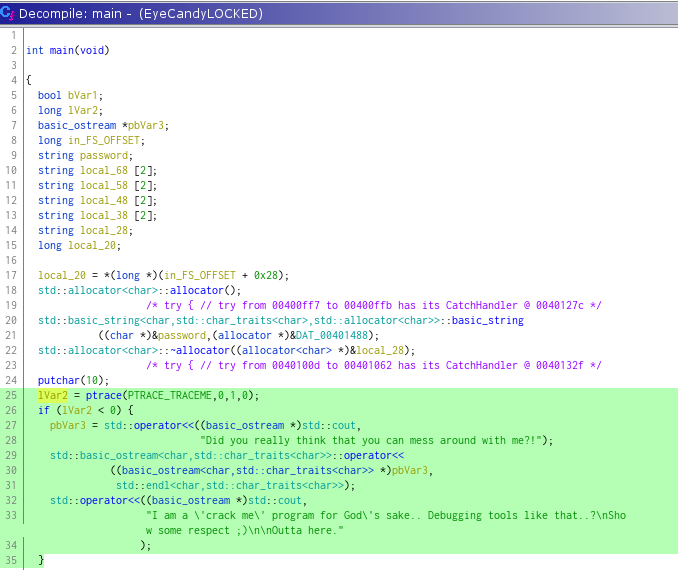 Decompile: main - (EyeCandyLOCKED)
1
2 int main(void)
3
4 {
5 bool bVar1;
6 long lVar2;
7 basic_ostream *pbVar3;
8 long in_FS_OFFSET;
9 string password;
10 string local_68 [2];
11 string local_58 [2];
12 string local_48 [2];
13 string local_38 [2];
14 string local_28;
15 long local_20;
16
17 local_20 = *(long *)(in_FS_OFFSET + 0x28);
18 std::allocator<char>::allocator();
19 /* try { // try from 00400ff7 to 00400ffb has its CatchHandler @ 0040127c */
20 std::basic_string<char,std::char_traits<char>,std::allocator<char>>::basic_string
21 ((char *)&password,(allocator *)&DAT_00401488);
22 std::allocator<char>::~allocator((allocator<char> *)&local_28);
23 /* try { // try from 0040100d to 00401062 has its CatchHandler @ 0040132f */
24 putchar(10);
25 lVar2 = ptrace(PTRACE_TRACEME,0,1,0);
26 if (lVar2 < 0) {
27 pbVar3 = std::operator<<((basic_ostream *)std::cout,
28 "Did you really think that you can mess around with me?!");
29 std::basic_ostream<char,std::char_traits<char>>::operator<<
30 ((basic_ostream<char,std::char_traits<char>> *)pbVar3,
31 std::endl<char,std::char_traits<char>>);
32 std::operator<<((basic_ostream *)std::cout,
33 "I am a \'crack me\' program for God\'s sake.. Debugging tools like that..?\nSho
w some respect ;)\n\nOutta here."
34 );
35 }